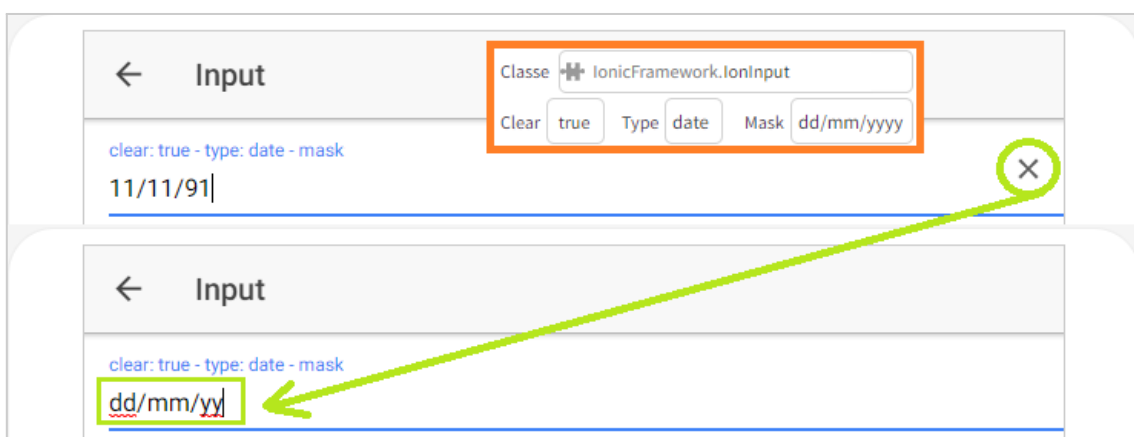 ← Input
Classe IonicFramework.IonInput
Clear true Type date Mask dd/mm/yyyy
clear: true - type: date - mask
11/11/91
← Input
clear: true - type: date - mask
dd/mm/yy